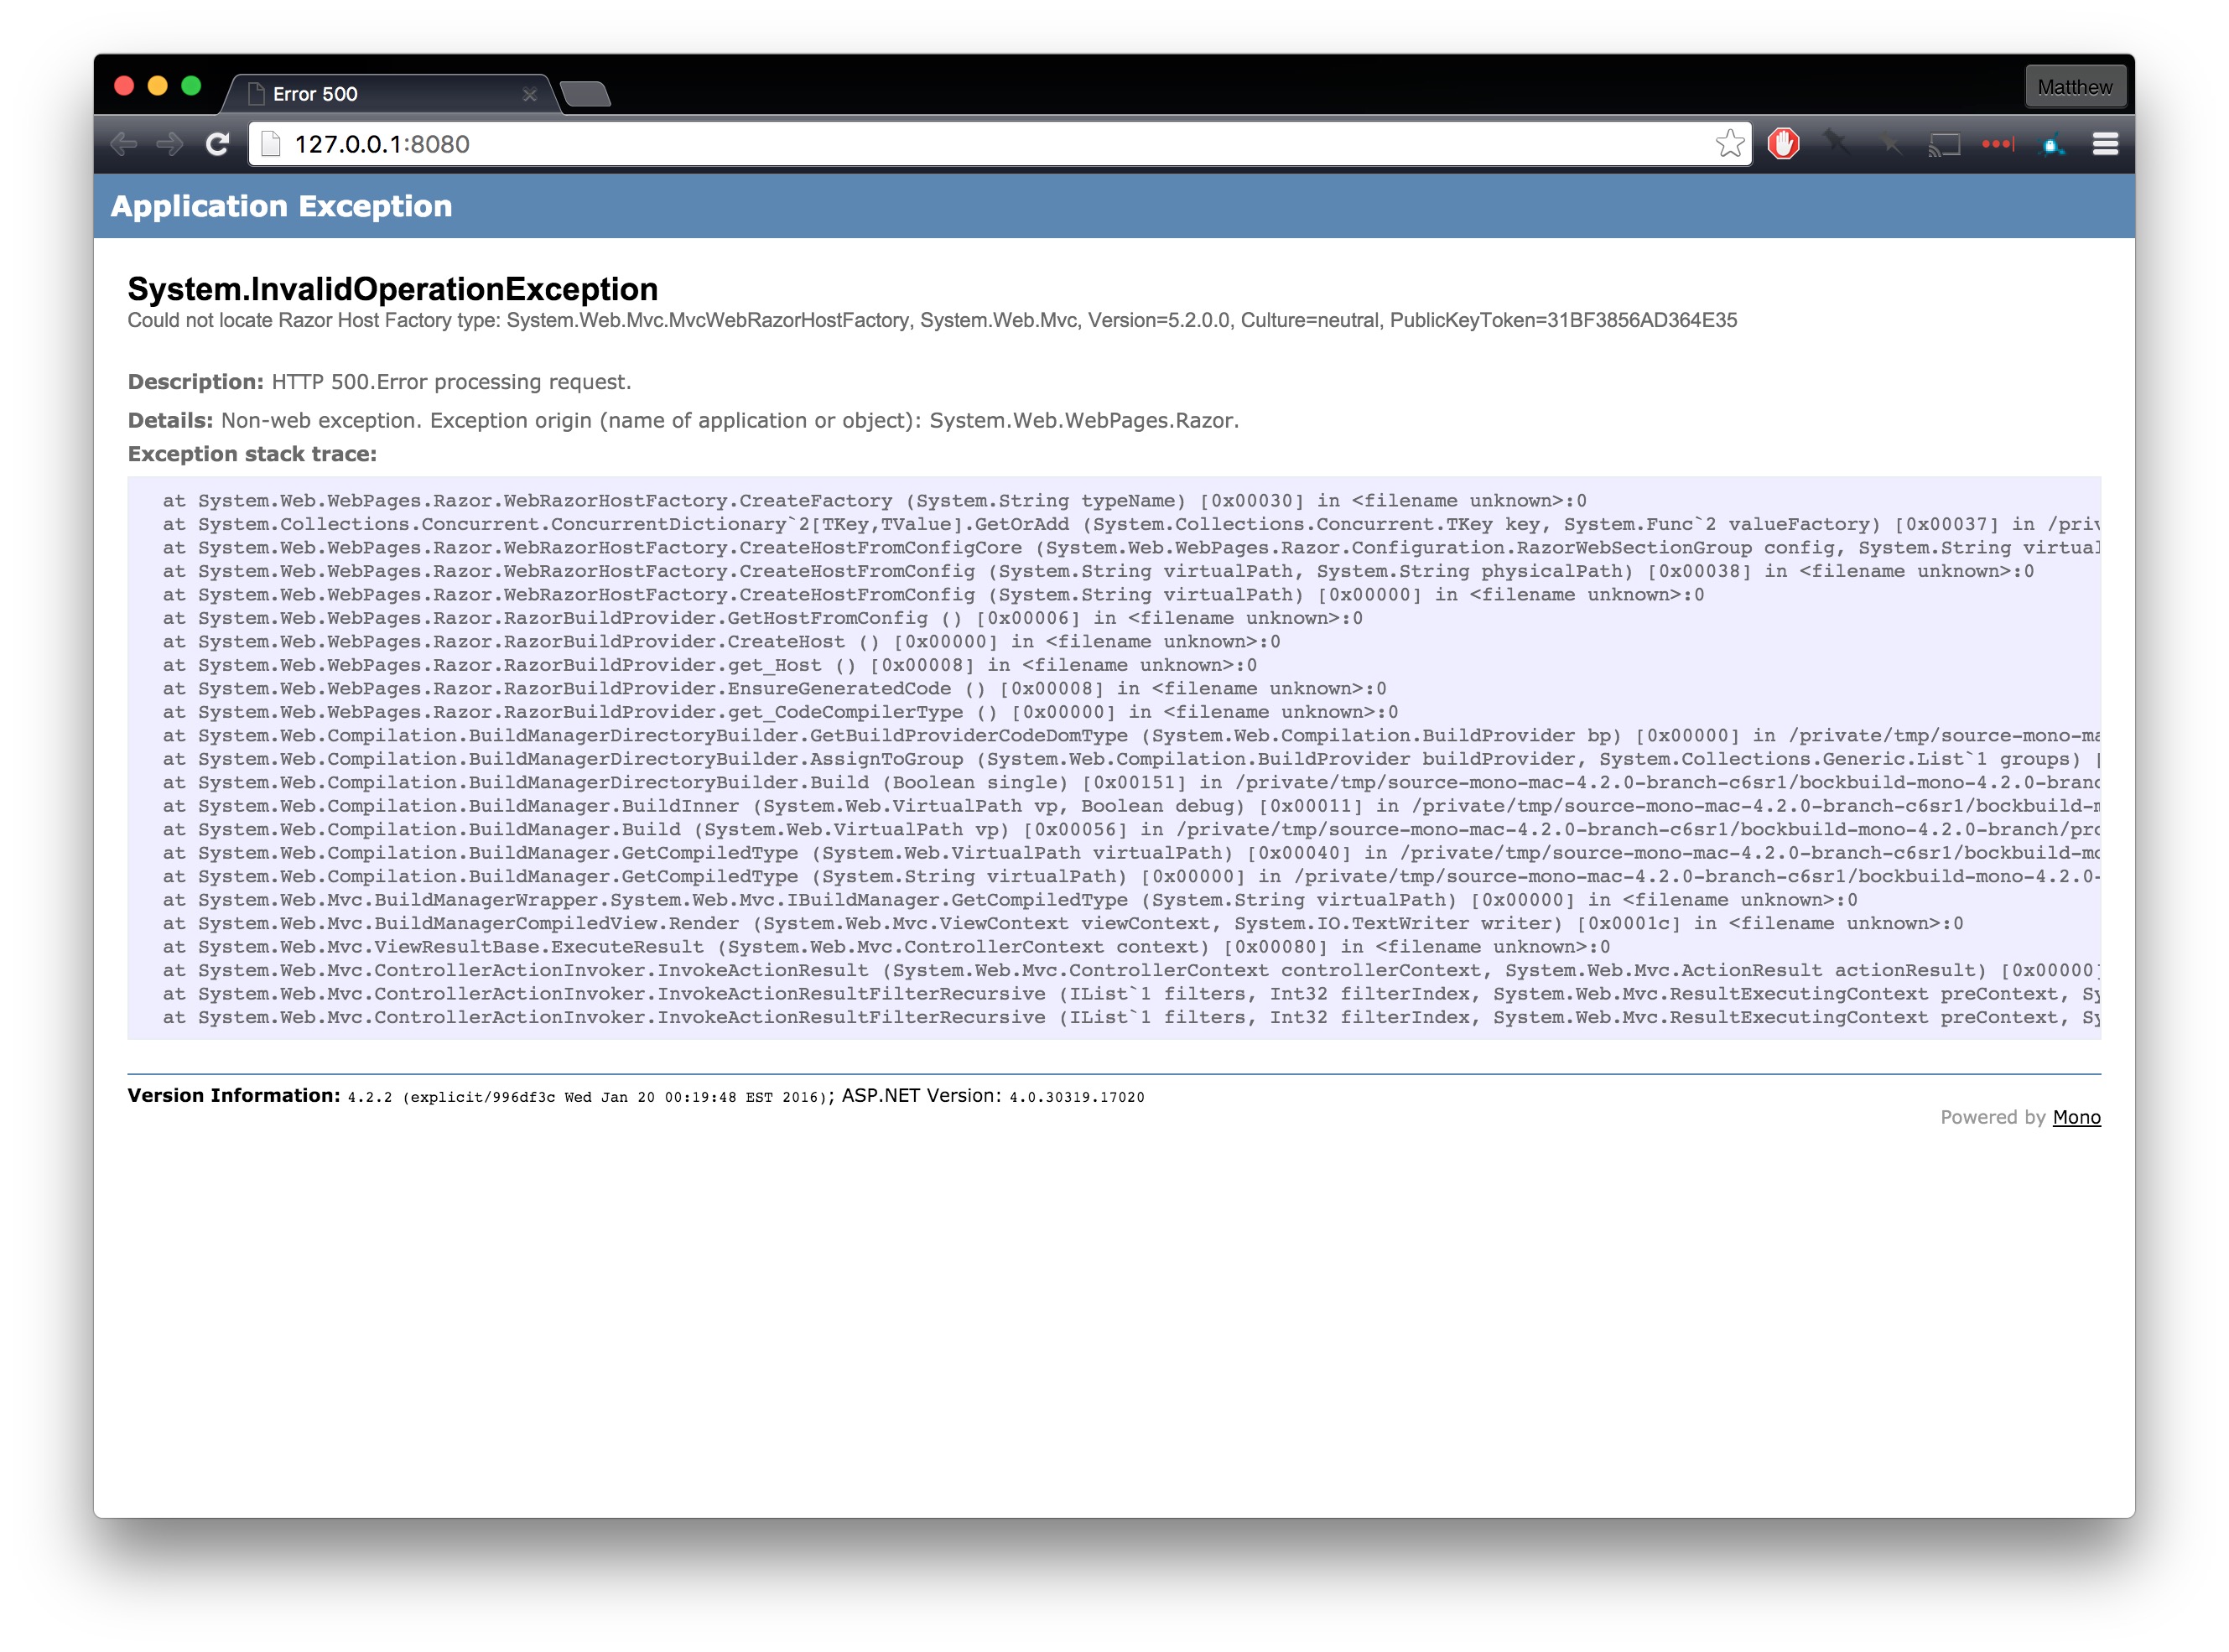 Error 500
Matthew
127.0.0.1:8080
Application Exception
System.InvalidOperationException
Could not locate Razor Host Factory type: System.Web.Mvc.MvcWebRazorHostFactory, System.Web.Mvc, Version=5.2.0.0, Culture=neutral, PublicKeyToken=31BF3856AD364E35
Description: HTTP 500.Error processing request.
Details: Non-web exception. Exception origin (name of application or object): System.Web.WebPages.Razor.
Exception stack trace:
at System.Web.WebPages.Razor.WebRazorHostFactory.CreateFactory (System.String typeName) [0x00030] in <filename unknown>:0
at System.Collections.Concurrent.ConcurrentDictionary`2[TKey,TValue].GetOrAdd (System.Collections.Concurrent.TKey key, System.Func`2 valueFactory) [0x00037] in /priv
at System.Web.WebPages.Razor.WebRazorHostFactory.CreateHostFromConfigCore (System.Web.WebPages.Razor.Configuration.RazorWebSectionGroup config, System.String virtual
at System.Web.WebPages.Razor.WebRazorHostFactory.CreateHostFromConfig (System.String virtualPath, System.String physicalPath) [0x00038] in <filename unknown>:0
at System.Web.WebPages.Razor.WebRazorHostFactory.CreateHostFromConfig (System.String virtualPath) [0x00000] in <filename unknown>:0
at System.Web.WebPages.Razor.RazorBuildProvider.GetHostFromConfig () [0x00006] in <filename unknown>:0
at System.Web.WebPages.Razor.RazorBuildProvider.CreateHost () [0x00000] in <filename unknown>:0
at System.Web.WebPages.Razor.RazorBuildProvider.get_Host () [0x00008] in <filename unknown>:0
at System.Web.WebPages.Razor.RazorBuildProvider.EnsureGeneratedCode () [0x00008] in <filename unknown>:0
at System.Web.WebPages.Razor.RazorBuildProvider.get_CodeCompilerType () [0x00000] in <filename unknown>:0
at System.Web.Compilation.BuildManagerDirectoryBuilder.GetBuildProviderCodeDomType (System.Web.Compilation.BuildProvider bp) [0x00000] in /private/tmp/source-mono-ma
at System.Web.Compilation.BuildManagerDirectoryBuilder.AssignToGroup (System.Web.Compilation.BuildProvider buildProvider, System.Collections.Generic.List`1 groups) [
at System.Web.Compilation.BuildManagerDirectoryBuilder.Build (Boolean single) [0x00151] in /private/tmp/source-mono-mac-4.2.0-branch-c6sr1/bockbuild-mono-4.2.0-branc
at System.Web.Compilation.BuildManager.BuildInner (System.Web.VirtualPath vp, Boolean debug) [0x00011] in /private/tmp/source-mono-mac-4.2.0-branch-c6sr1/bockbuild-m
at System.Web.Compilation.BuildManager.Build (System.Web.VirtualPath vp) [0x00056] in /private/tmp/source-mono-mac-4.2.0-branch-c6sr1/bockbuild-mono-4.2.0-branch/pro
at System.Web.Compilation.BuildManager.GetCompiledType (System.Web.VirtualPath virtualPath) [0x00040] in /private/tmp/source-mono-mac-4.2.0-branch-c6sr1/bockbuild-mo
at System.Web.Compilation.BuildManager.GetCompiledType (System.String virtualPath) [0x00000] in /private/tmp/source-mono-mac-4.2.0-branch-c6sr1/bockbuild-mono-4.2.0-
at System.Web.Mvc.BuildManagerWrapper.System.Web.Mvc.IBuildManager.GetCompiledType (System.String virtualPath) [0x00000] in <filename unknown>:0
at System.Web.Mvc.BuildManagerCompiledView.Render (System.Web.Mvc.ViewContext viewContext, System.IO.TextWriter writer) [0x0001c] in <filename unknown>:0
at System.Web.Mvc.ViewResultBase.ExecuteResult (System.Web.Mvc.ControllerContext context) [0x00080] in <filename unknown>:0
at System.Web.Mvc.ControllerActionInvoker.InvokeActionResult (System.Web.Mvc.ControllerContext controllerContext, System.Web.Mvc.ActionResult actionResult) [0x00000]
at System.Web.Mvc.ControllerActionInvoker.InvokeActionResultFilterRecursive (IList`1 filters, Int32 filterIndex, System.Web.Mvc.ResultExecutingContext preContext, Sy
at System.Web.Mvc.ControllerActionInvoker.InvokeActionResultFilterRecursive (IList`1 filters, Int32 filterIndex, System.Web.Mvc.ResultExecutingContext preContext, Sy
Version Information: 4.2.2 (explicit/996df3c Wed Jan 20 00:19:48 EST 2016); ASP.NET Version: 4.0.30319.17020
Powered by Mono